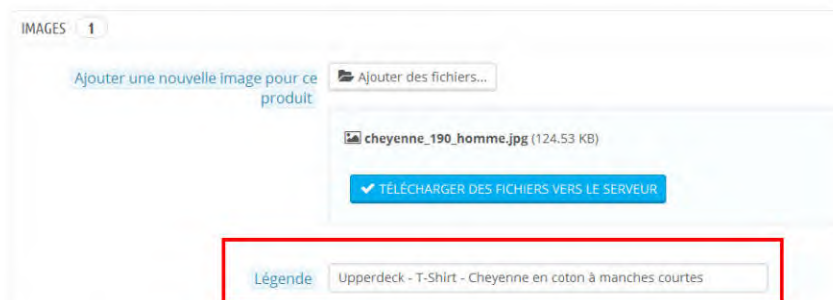 IMAGES 1
Ajouter une nouvelle image pour ce
produit
Ajouter des fichiers...
cheyenne_190_homme.jpg (124.53 KB)
TÉLÉCHARGER DES FICHIERS VERS LE SERVEUR
Légende
Upperdeck - T-Shirt - Cheyenne en coton à manches courtes